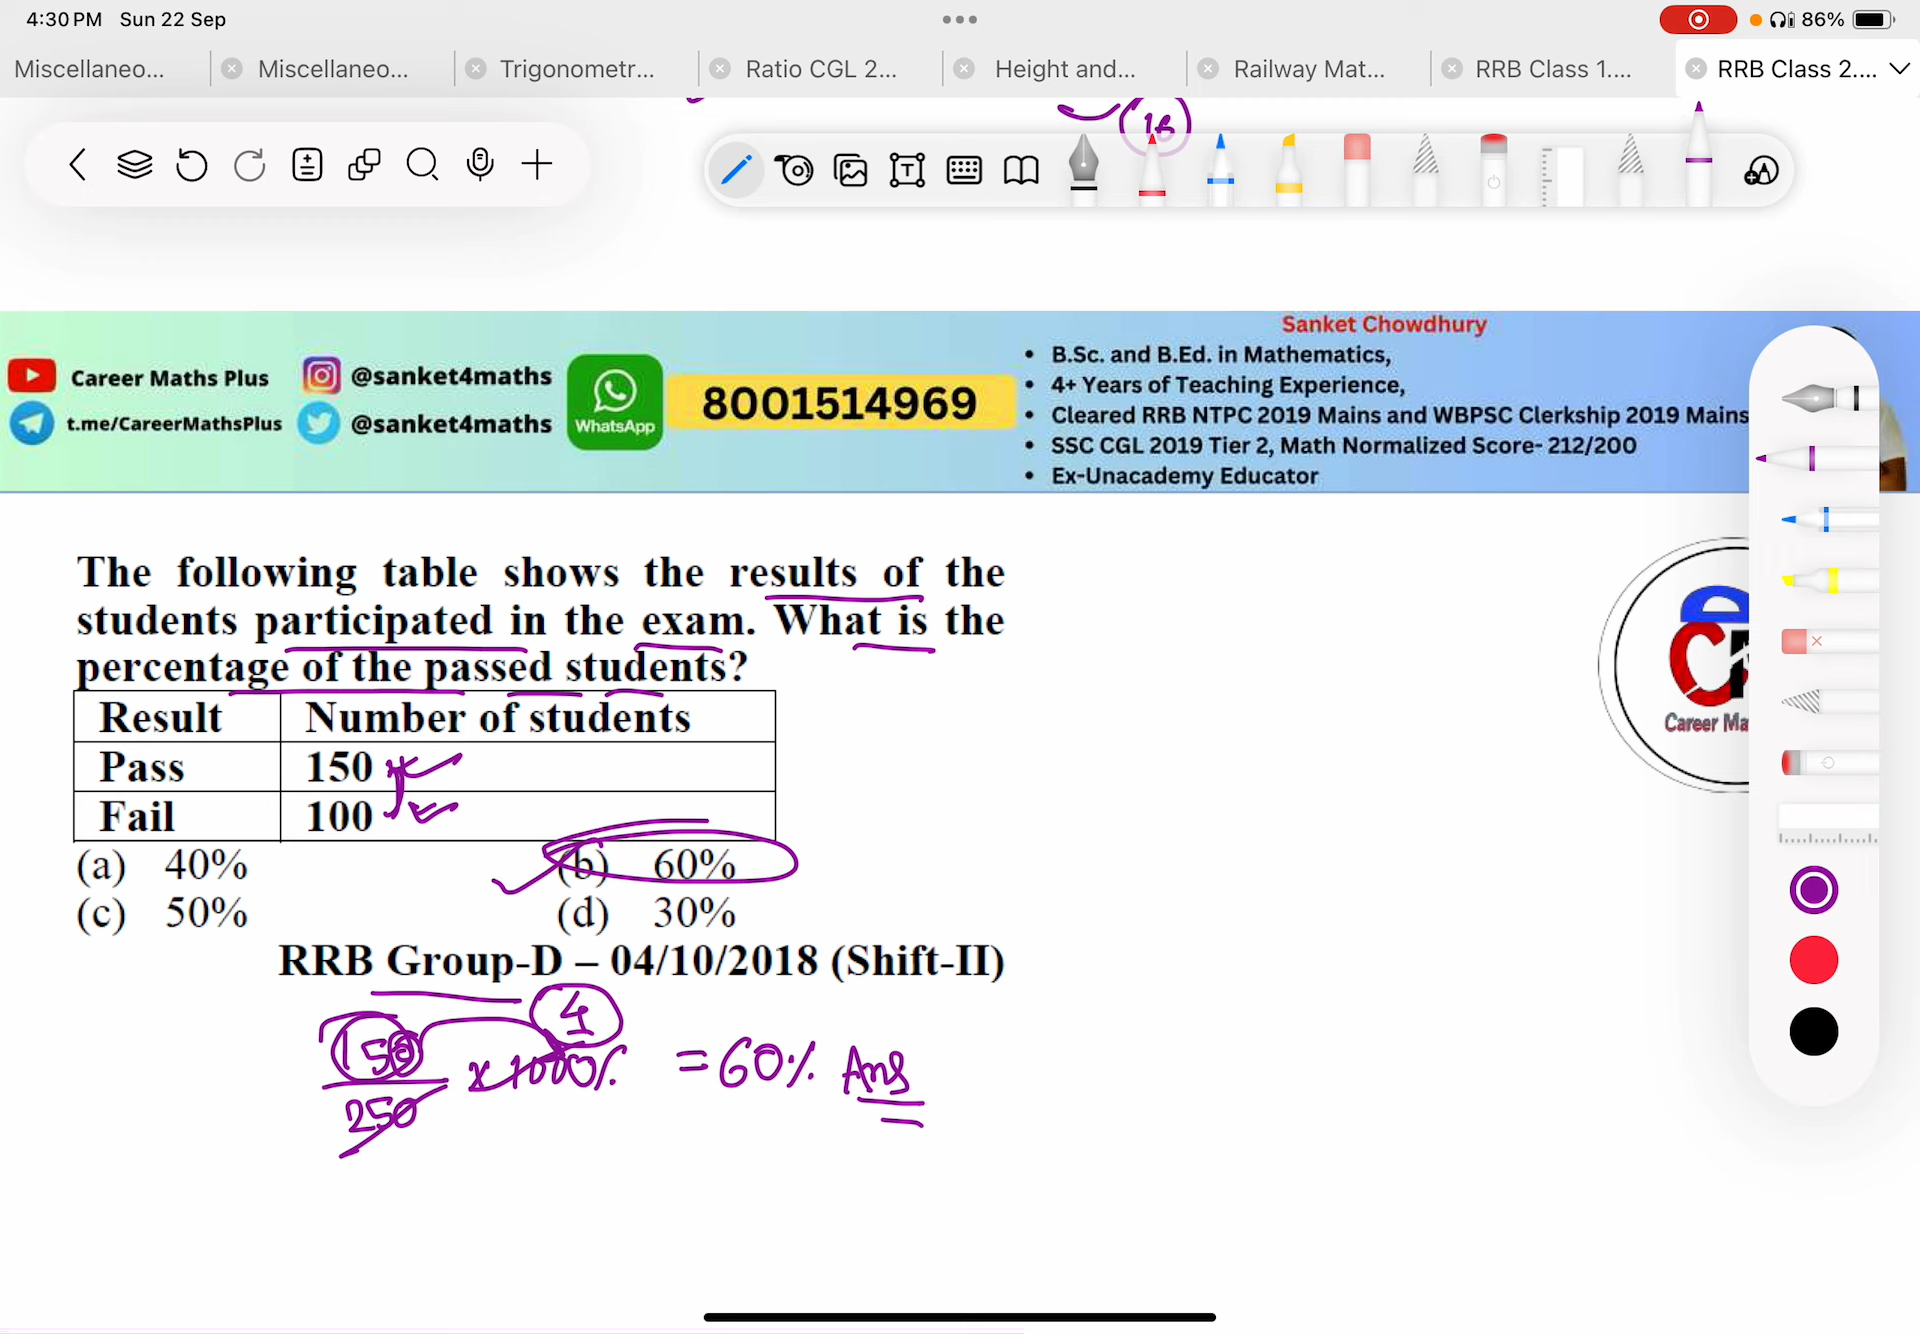 4:30 PM Sun 22 Sep
86%
Miscellaneo...
Miscellaneo...
Trigonometr...
Ratio CGL 2...
Height and...
Railway Mat...
RRB Class 1....
RRB Class 2....
Sanket Chowdhury
Career Maths Plus
@sanket4maths
t.me/CareerMathsPlus
@sanket4maths
WhatsApp
8001514969
• B.Sc. and B.Ed. in Mathematics,
• 4+ Years of Teaching Experience,
• Cleared RRB NTPC 2019 Mains and WBPSC Clerkship 2019 Mains
• SSC CGL 2019 Tier 2, Math Normalized Score- 212/200
• Ex-Unacademy Educator
The following table shows the results of the
students participated in the exam. What is the
percentage of the passed students?
Result Number of students
Pass 150
Fail 100
(a) 40% (b) 60%
(c) 50% (d) 30%
RRB Group-D – 04/10/2018 (Shift-II)
4
150
250
x 100% = 60% Ans
Career Ma